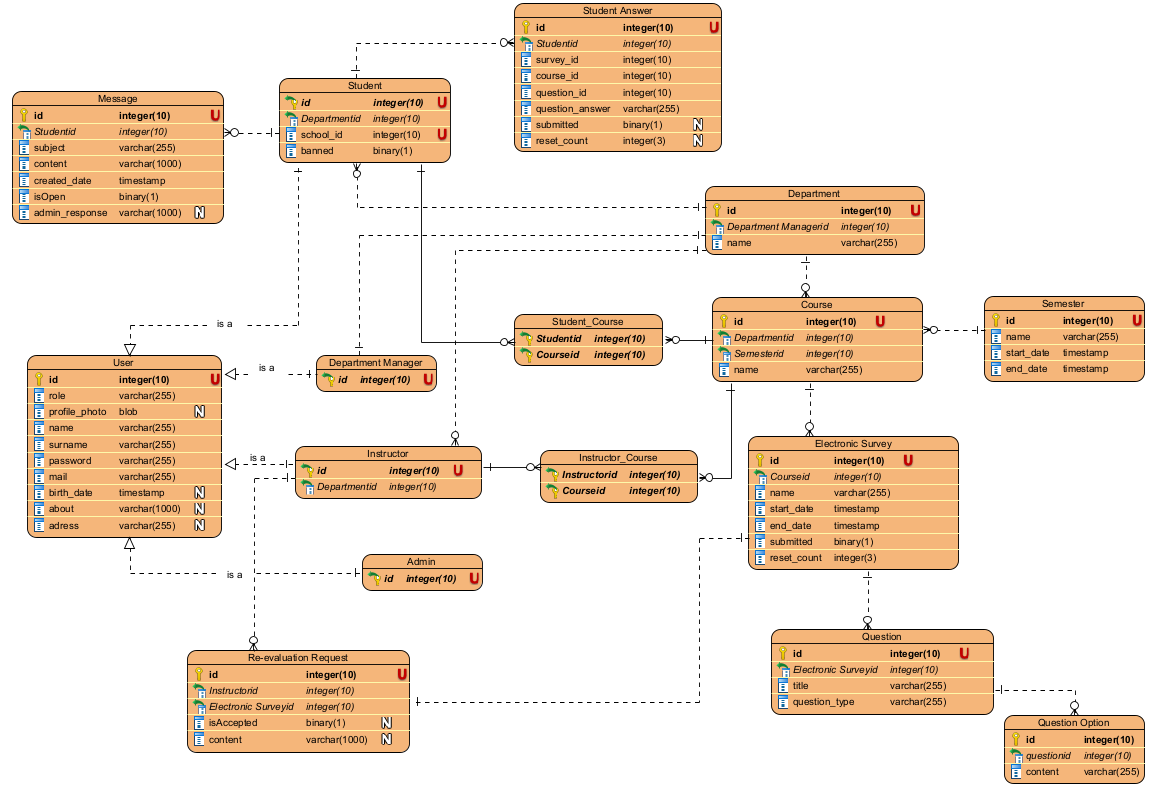 Student Answer
id integer(10) U
Studentid integer(10)
survey_id integer(10)
course_id integer(10)
question_id integer(10)
question_answer varchar(255)
submitted binary(1) N
reset_count integer(3) N
Student
id integer(10) U
Departmentid integer(10)
school_id integer(10) U
banned binary(1)
Message
id integer(10) U
Studentid integer(10)
subject varchar(255)
content varchar(1000)
created_date timestamp
isOpen binary(1)
admin_response varchar(1000) N
Department
id integer(10) U
Department Managerid integer(10)
name varchar(255)
Course
id integer(10) U
Departmentid integer(10)
Semesterid integer(10)
name varchar(255)
Semester
id integer(10) U
name varchar(255)
start_date timestamp
end_date timestamp
Student_Course
Studentid integer(10)
Courseid integer(10)
is a
User
id integer(10) U
role varchar(255)
profile_photo blob N
name varchar(255)
surname varchar(255)
password varchar(255)
mail varchar(255)
birth_date timestamp N
about varchar(1000) N
adress varchar(255) N
is a
Department Manager
id integer(10) U
is a
Instructor
id integer(10) U
Departmentid integer(10)
Instructor_Course
Instructorid integer(10)
Courseid integer(10)
Electronic Survey
id integer(10) U
Courseid integer(10)
name varchar(255)
start_date timestamp
end_date timestamp
submitted binary(1)
reset_count integer(3)
is a
Admin
id integer(10) U
Re-evaluation Request
id integer(10) U
Instructorid integer(10)
Electronic Surveyid integer(10)
isAccepted binary(1) N
content varchar(1000) N
Question
id integer(10) U
Electronic Surveyid integer(10)
title varchar(255)
question_type varchar(255)
Question Option
id integer(10)
questionid integer(10)
content varchar(255)